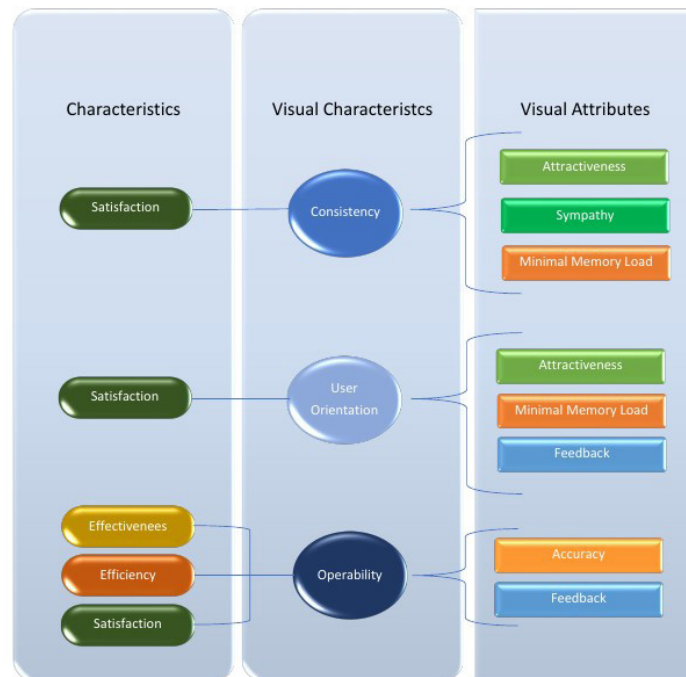 Characteristics
Visual Characteristcs
Visual Attributes
Satisfaction
Consistency
Attractiveness
Sympathy
Minimal Memory Load
Satisfaction
User
Orientation
Attractiveness
Minimal Memory Load
Feedback
Effectivenees
Efficiency
Satisfaction
Operability
Accuracy
Feedback